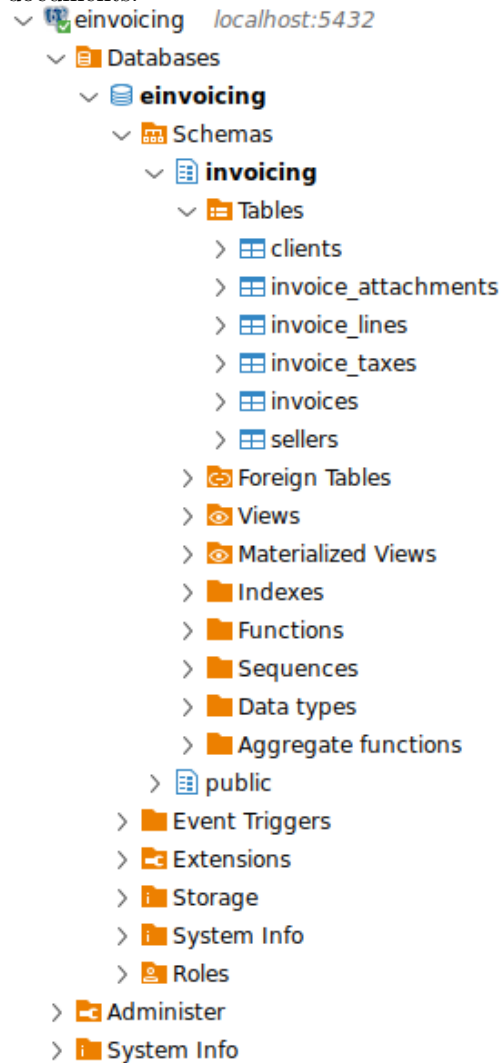 einvoicing localhost:5432
Databases
einvoicing
Schemas
invoicing
Tables
clients
invoice_attachments
invoice_lines
invoice_taxes
invoices
sellers
Foreign Tables
Views
Materialized Views
Indexes
Functions
Sequences
Data types
Aggregate functions
public
Event Triggers
Extensions
Storage
System Info
Roles
Administer
System Info